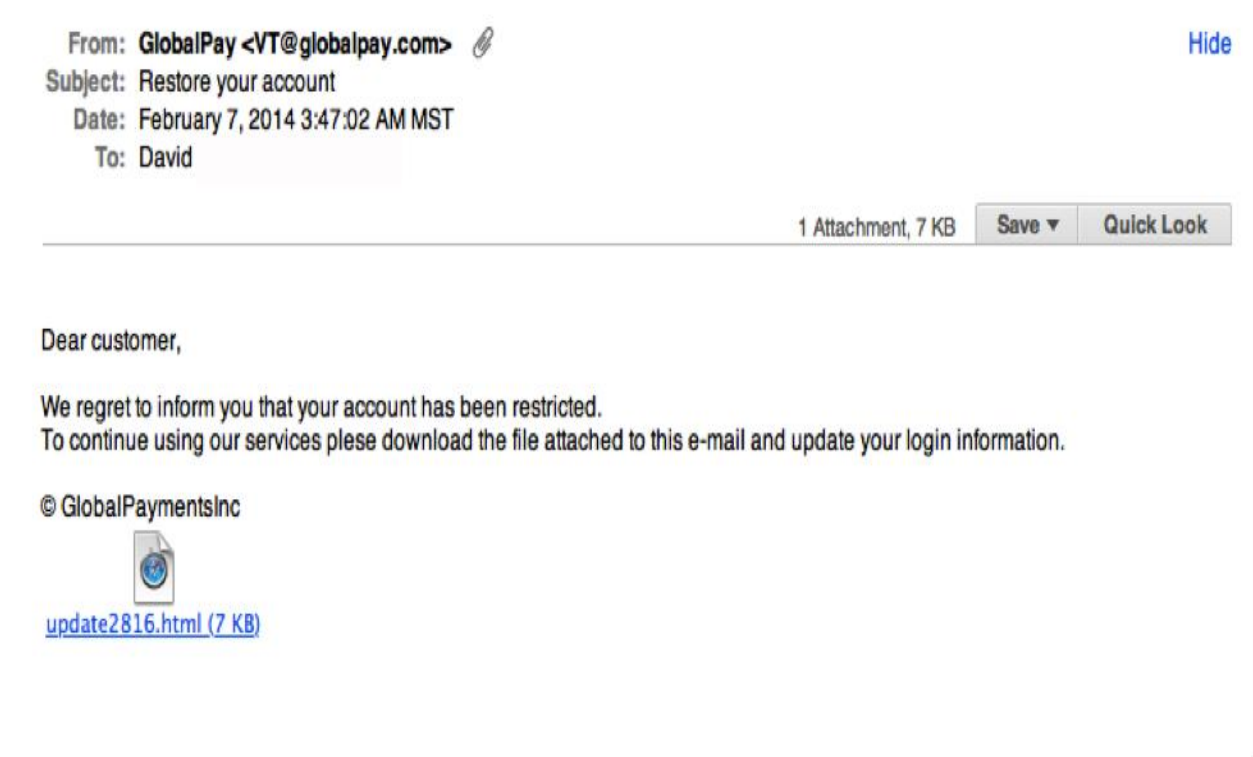 From: GlobalPay <VT@globalpay.com> Hide
Subject: Restore your account
Date: February 7, 2014 3:47:02 AM MST
To: David
1 Attachment, 7 KB Save ▼ Quick Look
Dear customer,
We regret to inform you that your account has been restricted.
To continue using our services plese download the file attached to this e-mail and update your login information.
© GlobalPaymentsInc
update2816.html (7 KB)